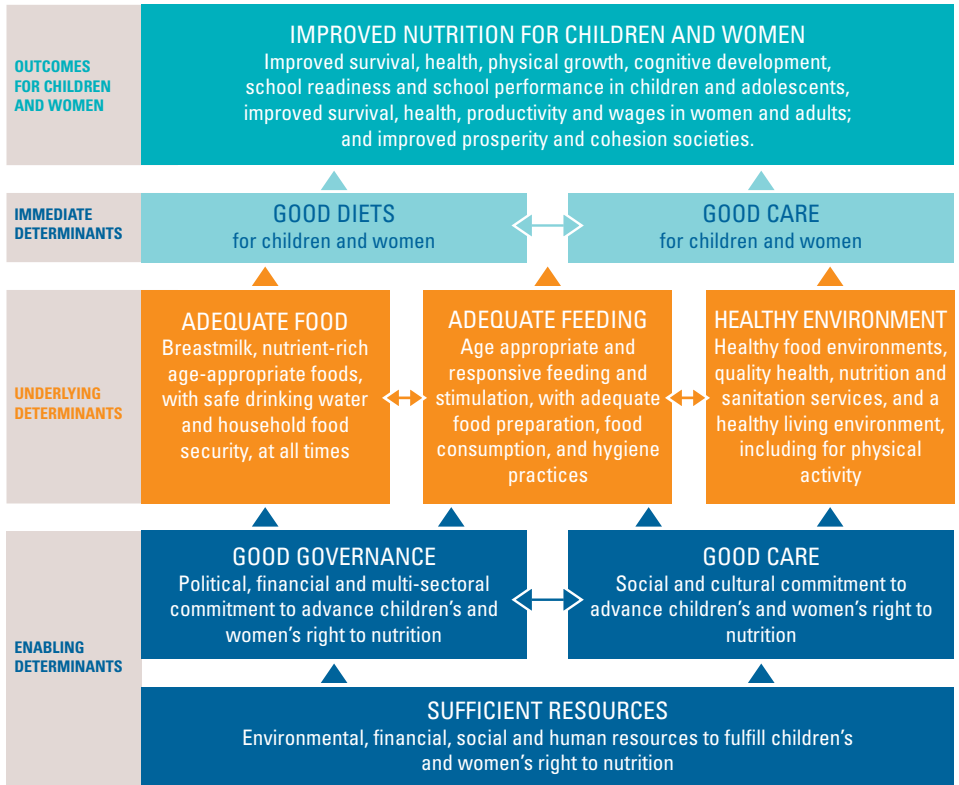 OUTCOMES
FOR CHILDREN
AND WOMEN
IMPROVED NUTRITION FOR CHILDREN AND WOMEN
Improved survival, health, physical growth, cognitive development,
school readiness and school performance in children and adolescents,
improved survival, health, productivity and wages in women and adults;
and improved prosperity and cohesion societies.
IMMEDIATE
DETERMINANTS
GOOD DIETS
for children and women
GOOD CARE
for children and women
UNDERLYING
DETERMINANTS
ADEQUATE FOOD
Breastmilk, nutrient-rich
age-appropriate foods,
with safe drinking water
and household food
security, at all times
ADEQUATE FEEDING
Age appropriate and
responsive feeding and
stimulation, with adequate
food preparation, food
consumption, and hygiene
practices
HEALTHY ENVIRONMENT
Healthy food environments,
quality health, nutrition and
sanitation services, and a
healthy living environment,
including for physical
activity
ENABLING
DETERMINANTS
GOOD GOVERNANCE
Political, financial and multi-sectoral
commitment to advance children's and
women's right to nutrition
GOOD CARE
Social and cultural commitment to
advance children's and women's right to
nutrition
SUFFICIENT RESOURCES
Environmental, financial, social and human resources to fulfill children's
and women's right to nutrition